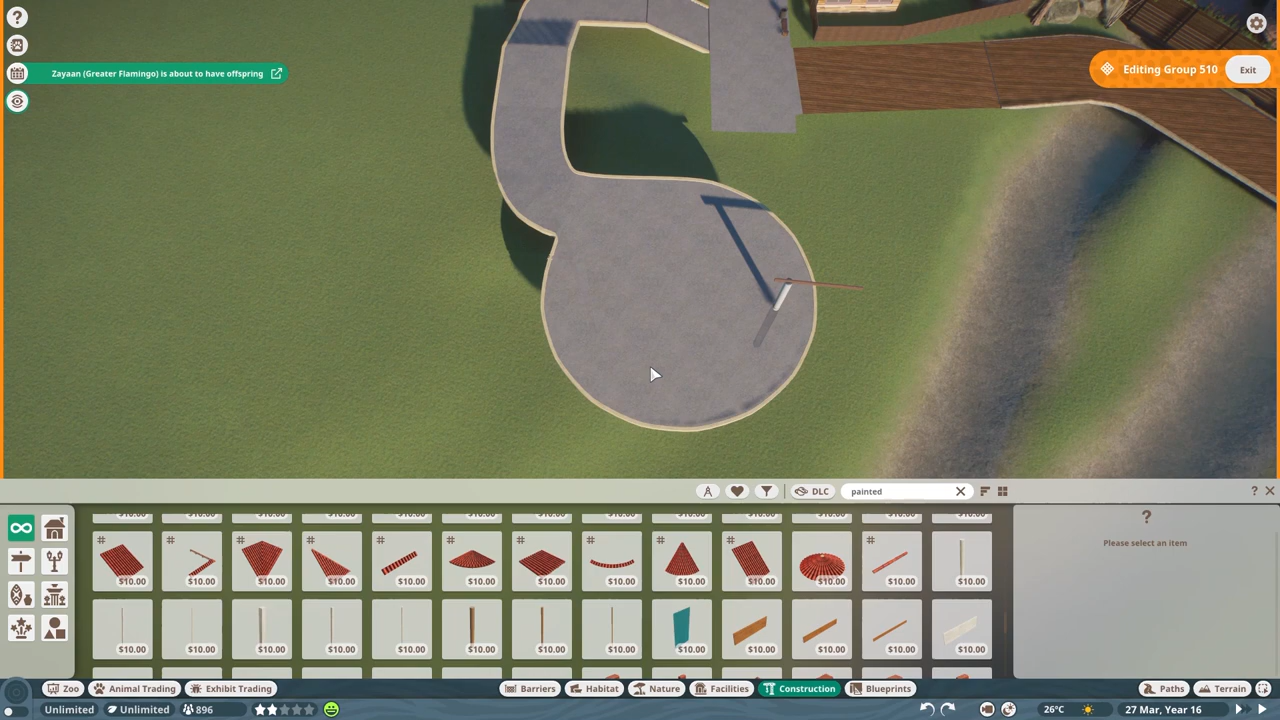 ?
Zayaan (Greater Flamingo) is about to have offspring
Editing Group 510
Exit
DLC
painted
? ×
?
Please select an item
# # # # # # # # # # #
$10.00 $10.00 $10.00 $10.00 $10.00 $10.00 $10.00 $10.00 $10.00 $10.00 $10.00 $10.00 $10.00
$10.00 $10.00 $10.00 $10.00 $10.00 $10.00 $10.00 $10.00 $10.00 $10.00 $10.00 $10.00 $10.00
Zoo Animal Trading Exhibit Trading Barriers Habitat Nature Facilities Construction Blueprints Paths Terrain
Unlimited Unlimited 896 26°C 27 Mar, Year 16